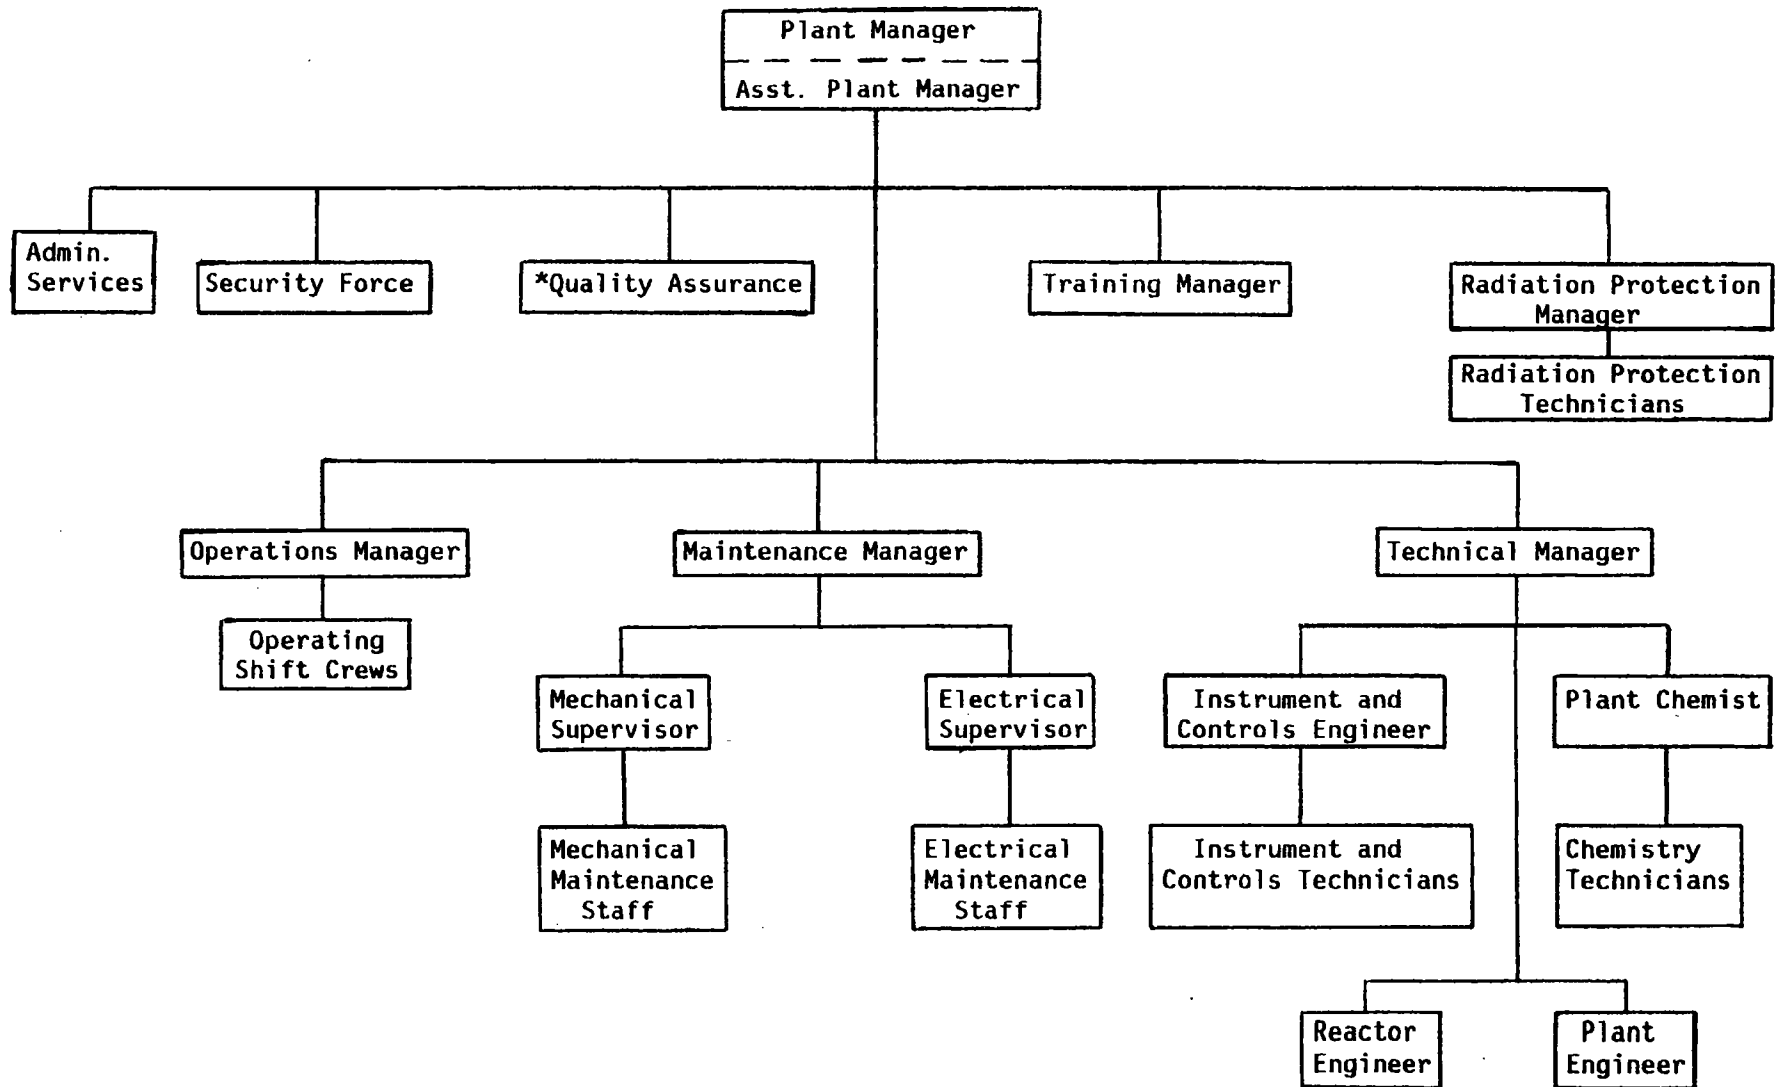 Plant Manager
Asst. Plant Manager
Admin.
Services
Security Force
*Quality Assurance
Training Manager
Radiation Protection
Manager
Radiation Protection
Technicians
Operations Manager
Maintenance Manager
Technical Manager
Operating
Shift Crews
Mechanical
Supervisor
Electrical
Supervisor
Instrument and
Controls Engineer
Plant Chemist
Mechanical
Maintenance
Staff
Electrical
Maintenance
Staff
Instrument and
Controls Technicians
Chemistry
Technicians
Reactor
Engineer
Plant
Engineer